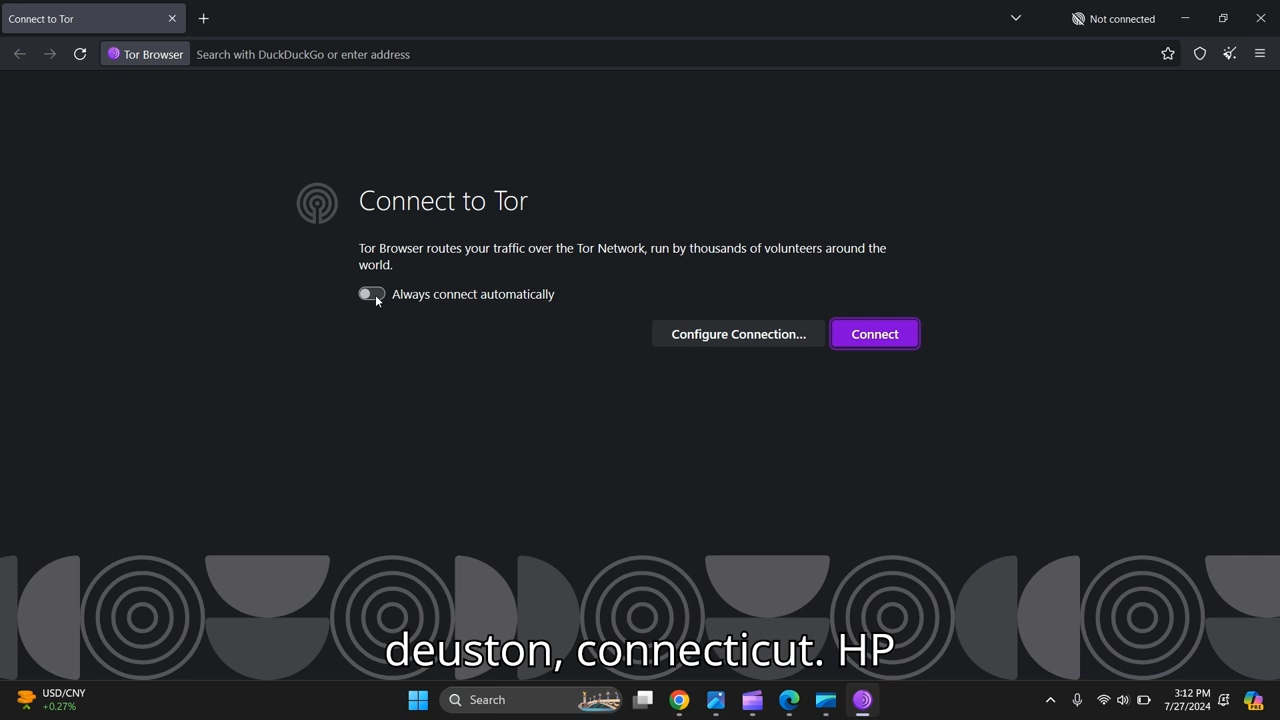 Connect to Tor
Not connected
Tor Browser
Search with DuckDuckGo or enter address
Connect to Tor
Tor Browser routes your traffic over the Tor Network, run by thousands of volunteers around the
world.
Always connect automatically
Configure Connection...
Connect
deuston, connecticut. HP
USD/CNY
+0.27%
Search
3:12 PM
7/27/2024
PRE